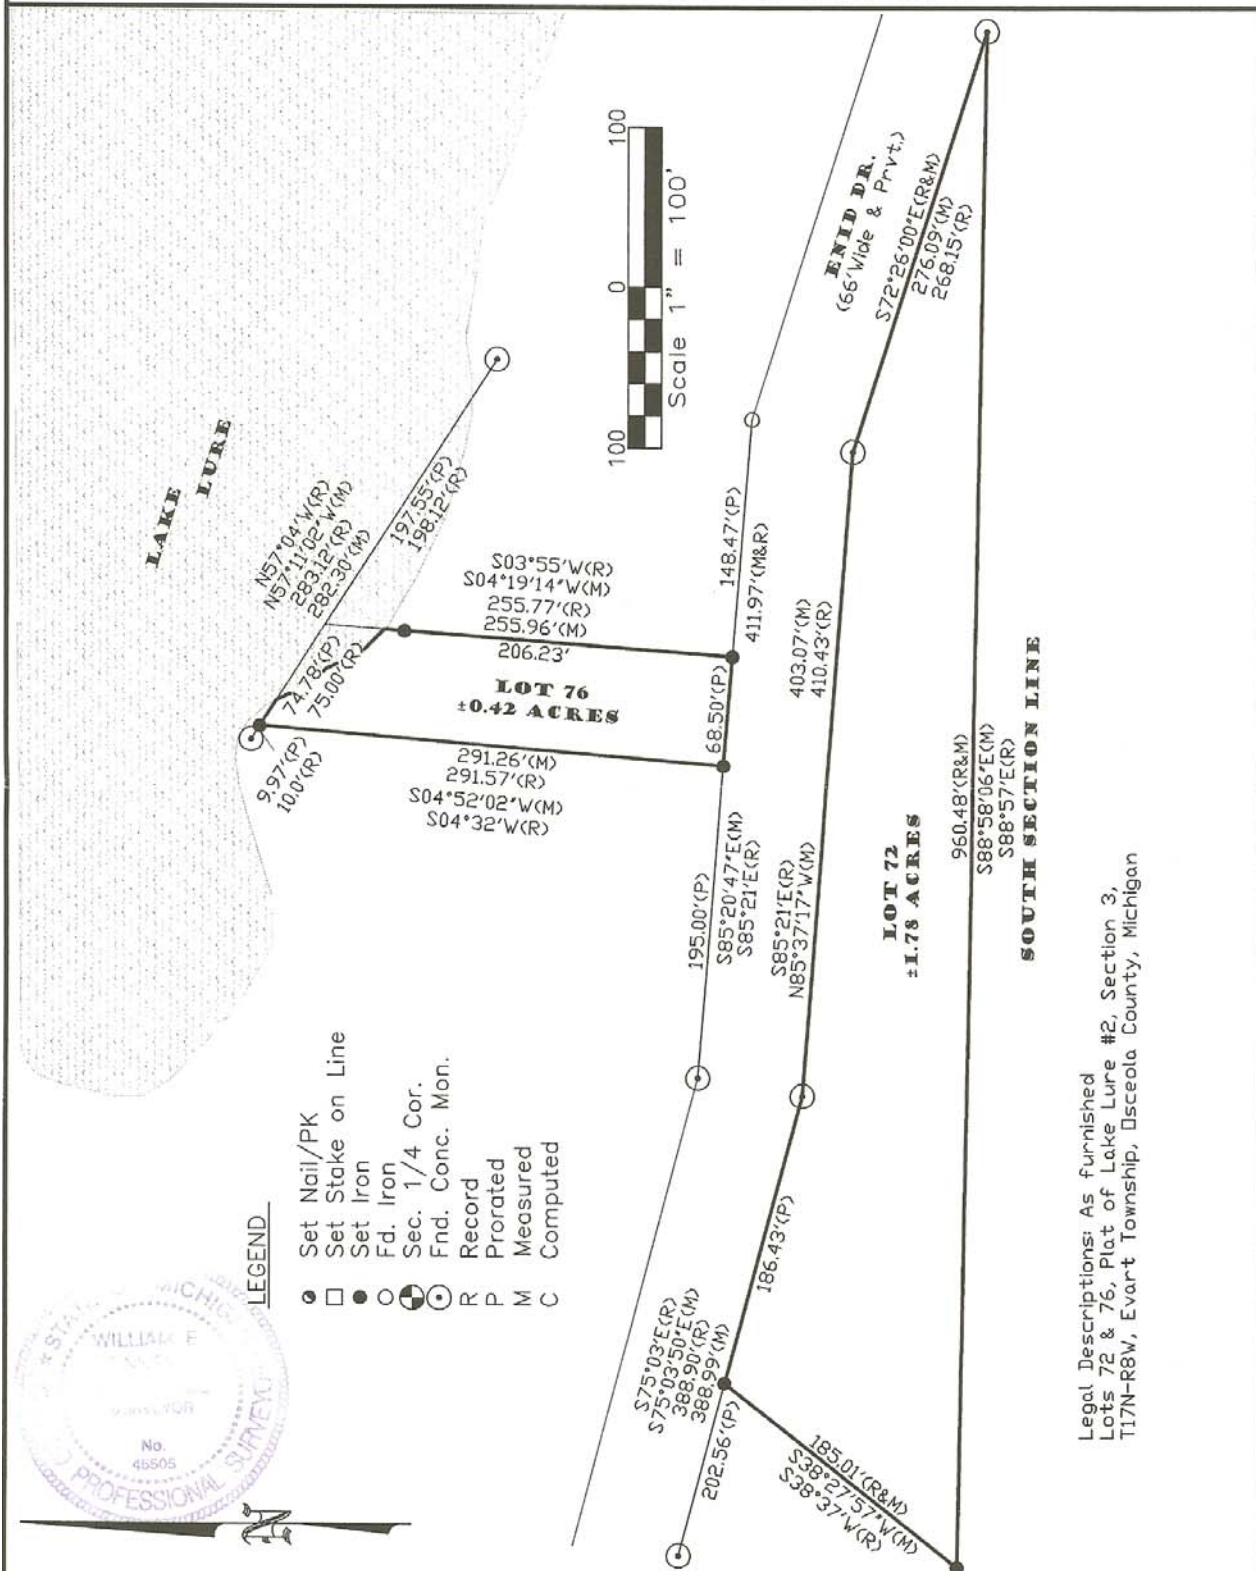 LAKE
LURE
N57°04'W(R)
N57°11'02"W(M)
283.12'(R)
282.30'(M)
197.55'(P)
198.12'(R)
74.78'(P)
75.00'(R)
9.97'(P)
10.0'(R)
S03°55'W(R)
S04°19'14"W(M)
255.77'(R)
255.96'(M)
206.23'
LOT 76
±0.42 ACRES
291.26'(M)
291.57'(R)
S04°52'02"W(M)
S04°32'W(R)
100 0 100
Scale 1" = 100'
ENID DR.
(66'Wide & Prvt.)
S72°26'00"E(R&M)
276.09'(M)
268.15'(R)
148.47'(P)
411.97'(M&R)
68.50'(P)
195.00'(P)
S85°20'47"E(M)
S85°21'E(R)
403.07'(M)
410.43'(R)
S85°21'E(R)
N85°37'17"W(M)
LOT 72
±1.78 ACRES
960.48'(R&M)
S88°58'06"E(M)
S88°57'E(R)
SOUTH SECTION LINE
186.43'(P)
S75°03'E(R)
S75°03'50"E(M)
388.90'(R)
388.99'(M)
202.56'(P)
185.01'(R&M)
S38°27'57"W(M)
S38°37'W(R)
LEGEND
Set Nail/PK
Set Stake on Line
Set Iron
Fd. Iron
Sec. 1/4 Cor.
Fnd. Conc. Mon.
R Record
P Prorated
M Measured
C Computed
WILLIAM E
SURVEYOR
No.
46505
PROFESSIONAL SURVEYOR
N
Legal Descriptions: As furnished
Lots 72 & 76, Plat of Lake Lure #2, Section 3,
T17N-R8W, Evart Township, Osceola County, Michigan